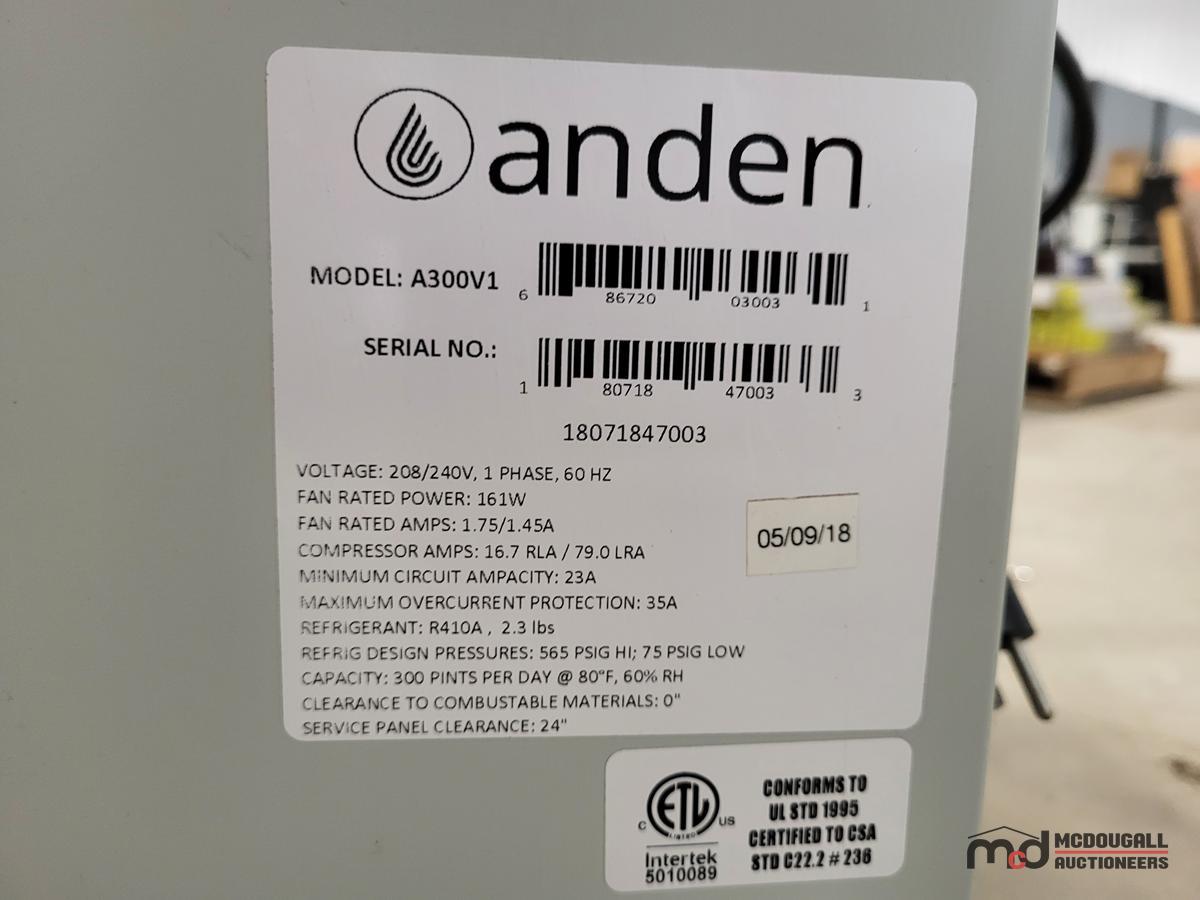 anden
MODEL: A300V1
6 86720 03003 1
SERIAL NO.:
1 80718 47003 3
18071847003
VOLTAGE: 208/240V, 1 PHASE, 60 HZ
FAN RATED POWER: 161W
FAN RATED AMPS: 1.75/1.45A
COMPRESSOR AMPS: 16.7 RLA / 79.0 LRA
MINIMUM CIRCUIT AMPACITY: 23A
MAXIMUM OVERCURRENT PROTECTION: 35A
REFRIGERANT: R410A , 2.3 lbs
REFRIG DESIGN PRESSURES: 565 PSIG HI; 75 PSIG LOW
CAPACITY: 300 PINTS PER DAY @ 80°F, 60% RH
CLEARANCE TO COMBUSTABLE MATERIALS: 0"
SERVICE PANEL CLEARANCE: 24"
05/09/18
C ETL US
LISTED
Intertek
5010089
CONFORMS TO
UL STD 1995
CERTIFIED TO CSA
STD C22.2 # 236
mcd MCDOUGALL
AUCTIONEERS